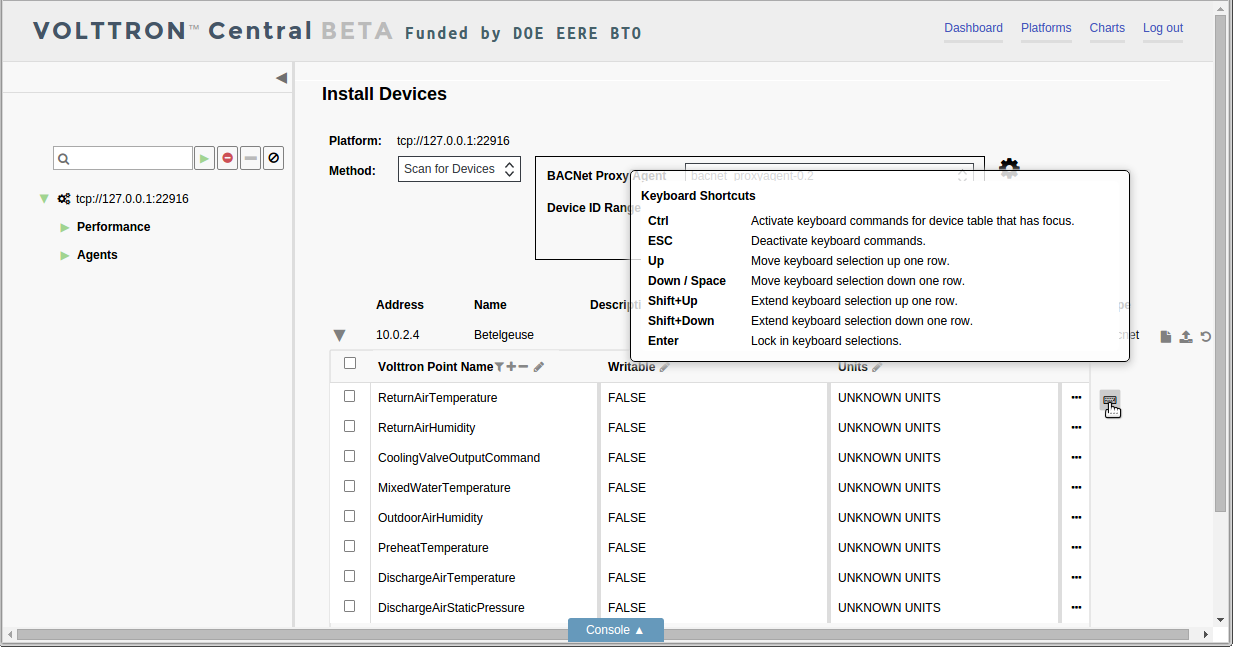 VOLTTRON™ Central BETA Funded by DOE EERE BTO
Dashboard Platforms Charts Log out
Install Devices
Platform: tcp://127.0.0.1:22916
Method: Scan for Devices
BACNet Proxy Agent bacnet_proxyagent-0.2
Device ID Range
tcp://127.0.0.1:22916
Performance
Agents
Keyboard Shortcuts
Ctrl Activate keyboard commands for device table that has focus.
ESC Deactivate keyboard commands.
Up Move keyboard selection up one row.
Down / Space Move keyboard selection down one row.
Shift+Up Extend keyboard selection up one row.
Shift+Down Extend keyboard selection down one row.
Enter Lock in keyboard selections.
Address Name Descripti pe
10.0.2.4 Betelgeuse cnet
Volttron Point Name Writable Units
ReturnAirTemperature FALSE UNKNOWN UNITS
ReturnAirHumidity FALSE UNKNOWN UNITS
CoolingValveOutputCommand FALSE UNKNOWN UNITS
MixedWaterTemperature FALSE UNKNOWN UNITS
OutdoorAirHumidity FALSE UNKNOWN UNITS
PreheatTemperature FALSE UNKNOWN UNITS
DischargeAirTemperature FALSE UNKNOWN UNITS
DischargeAirStaticPressure FALSE UNKNOWN UNITS
Console ▲